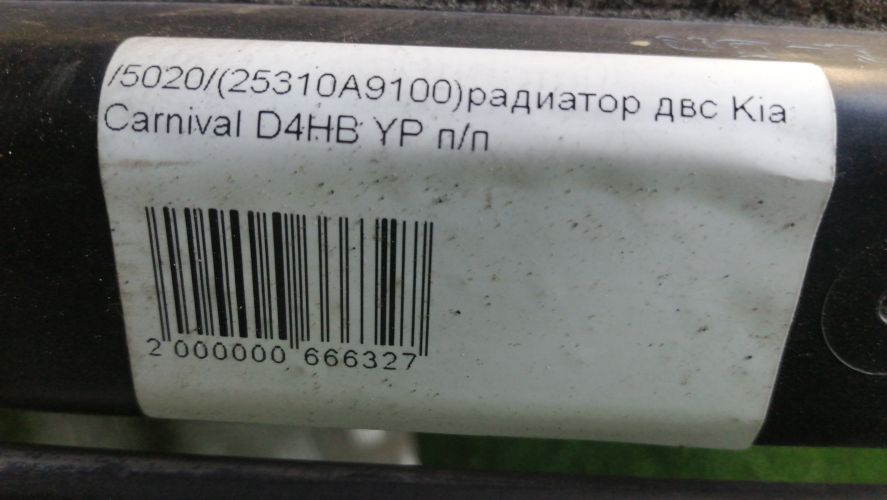 /5020/(25310A9100)радиатор двс Kia
Carnival D4HB YP п/п
2 000000 666327